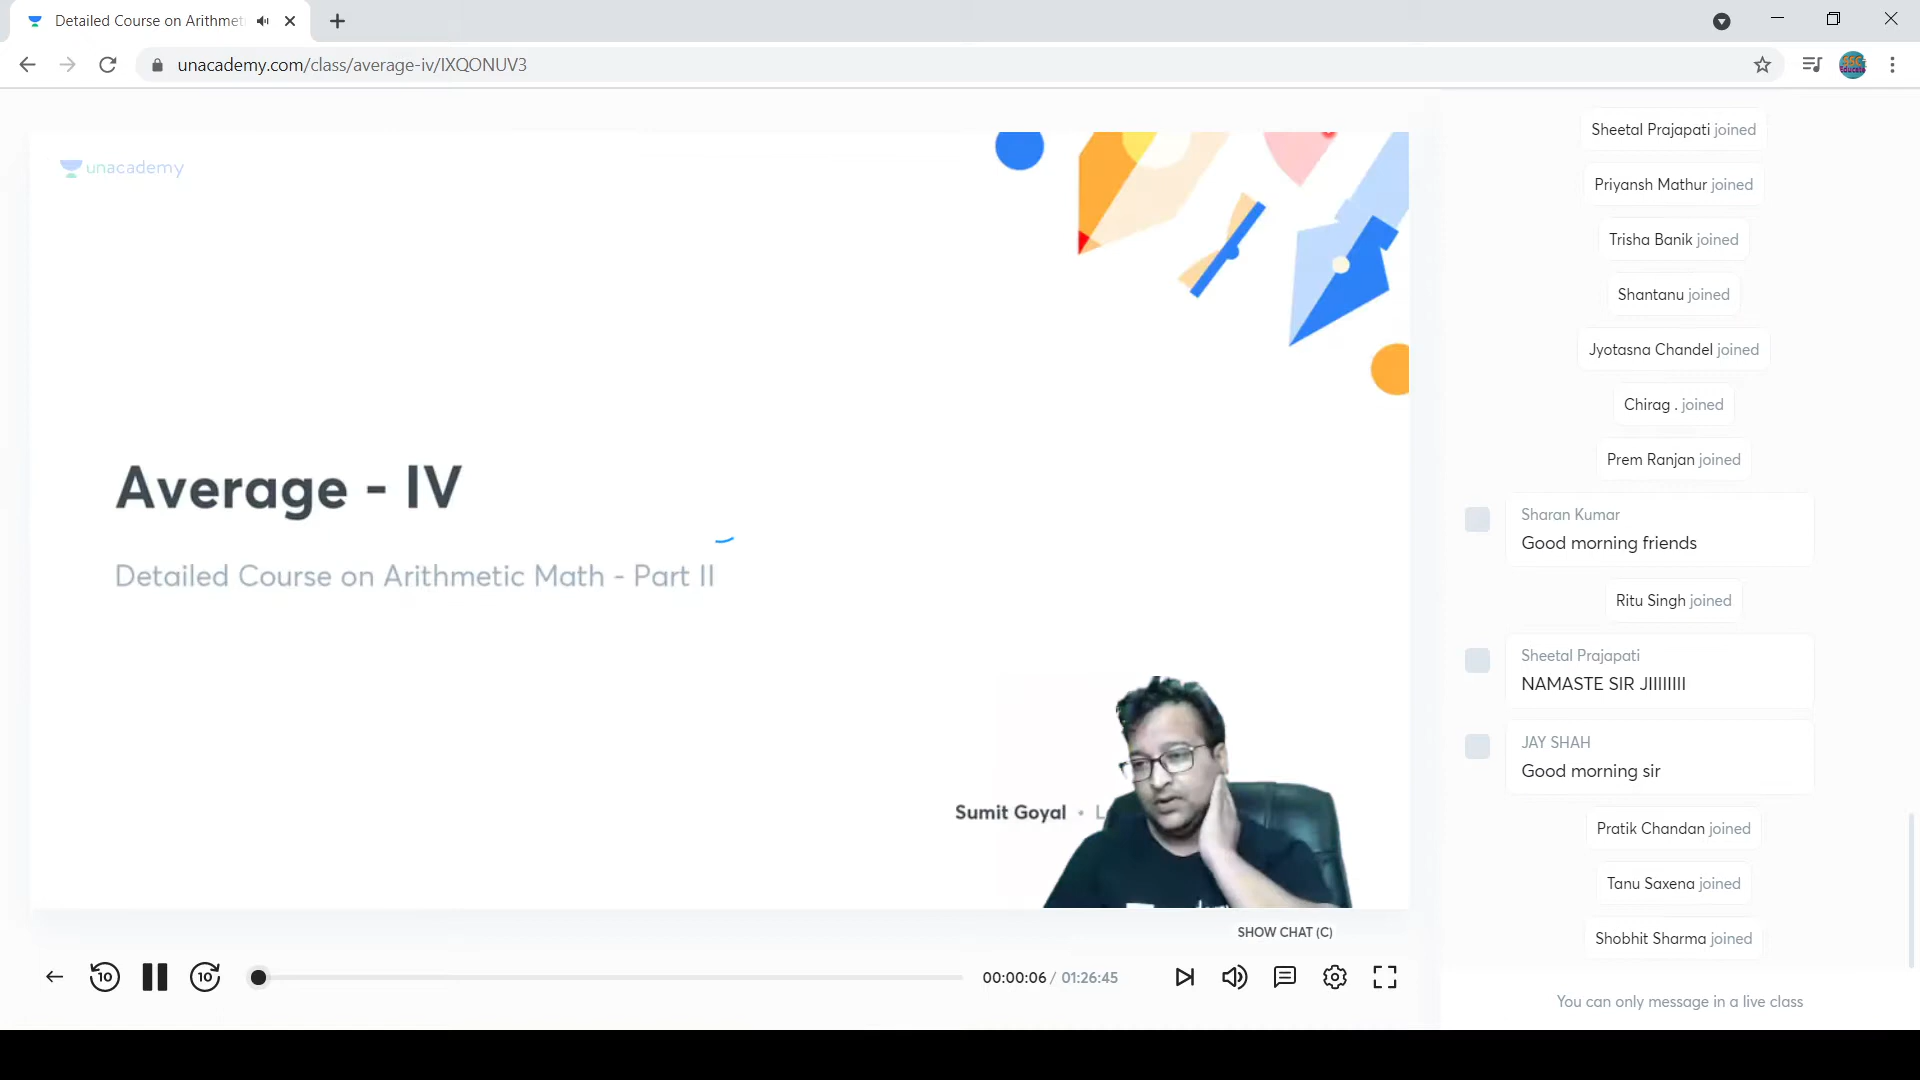 Detailed Course on Arithmet
unacademy.com/class/average-iv/IXQONUV3
unacademy
Average - IV
Detailed Course on Arithmetic Math - Part II
Sumit Goyal • L
SHOW CHAT (C)
10
10
00:00:06 / 01:26:45
Sheetal Prajapati joined
Priyansh Mathur joined
Trisha Banik joined
Shantanu joined
Jyotasna Chandel joined
Chirag . joined
Prem Ranjan joined
Sharan Kumar
Good morning friends
Ritu Singh joined
Sheetal Prajapati
NAMASTE SIR JIIIIIIII
JAY SHAH
Good morning sir
Pratik Chandan joined
Tanu Saxena joined
Shobhit Sharma joined
You can only message in a live class